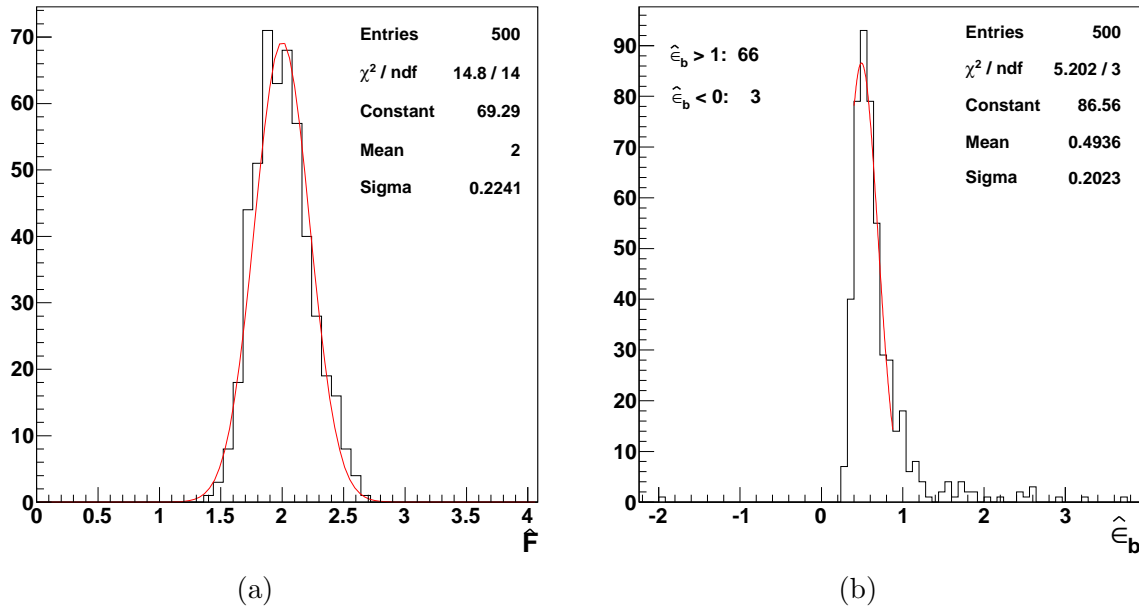 Entries 500
χ² / ndf 14.8 / 14
Constant 69.29
Mean 2
Sigma 0.2241
70
60
50
40
30
20
10
0
0 0.5 1 1.5 2 2.5 3 3.5 4
F̂
(a)
ϵ̂_b > 1: 66
ϵ̂_b < 0: 3
Entries 500
χ² / ndf 5.202 / 3
Constant 86.56
Mean 0.4936
Sigma 0.2023
90
80
70
60
50
40
30
20
10
0
-2 -1 0 1 2 3
ϵ̂_b
(b)